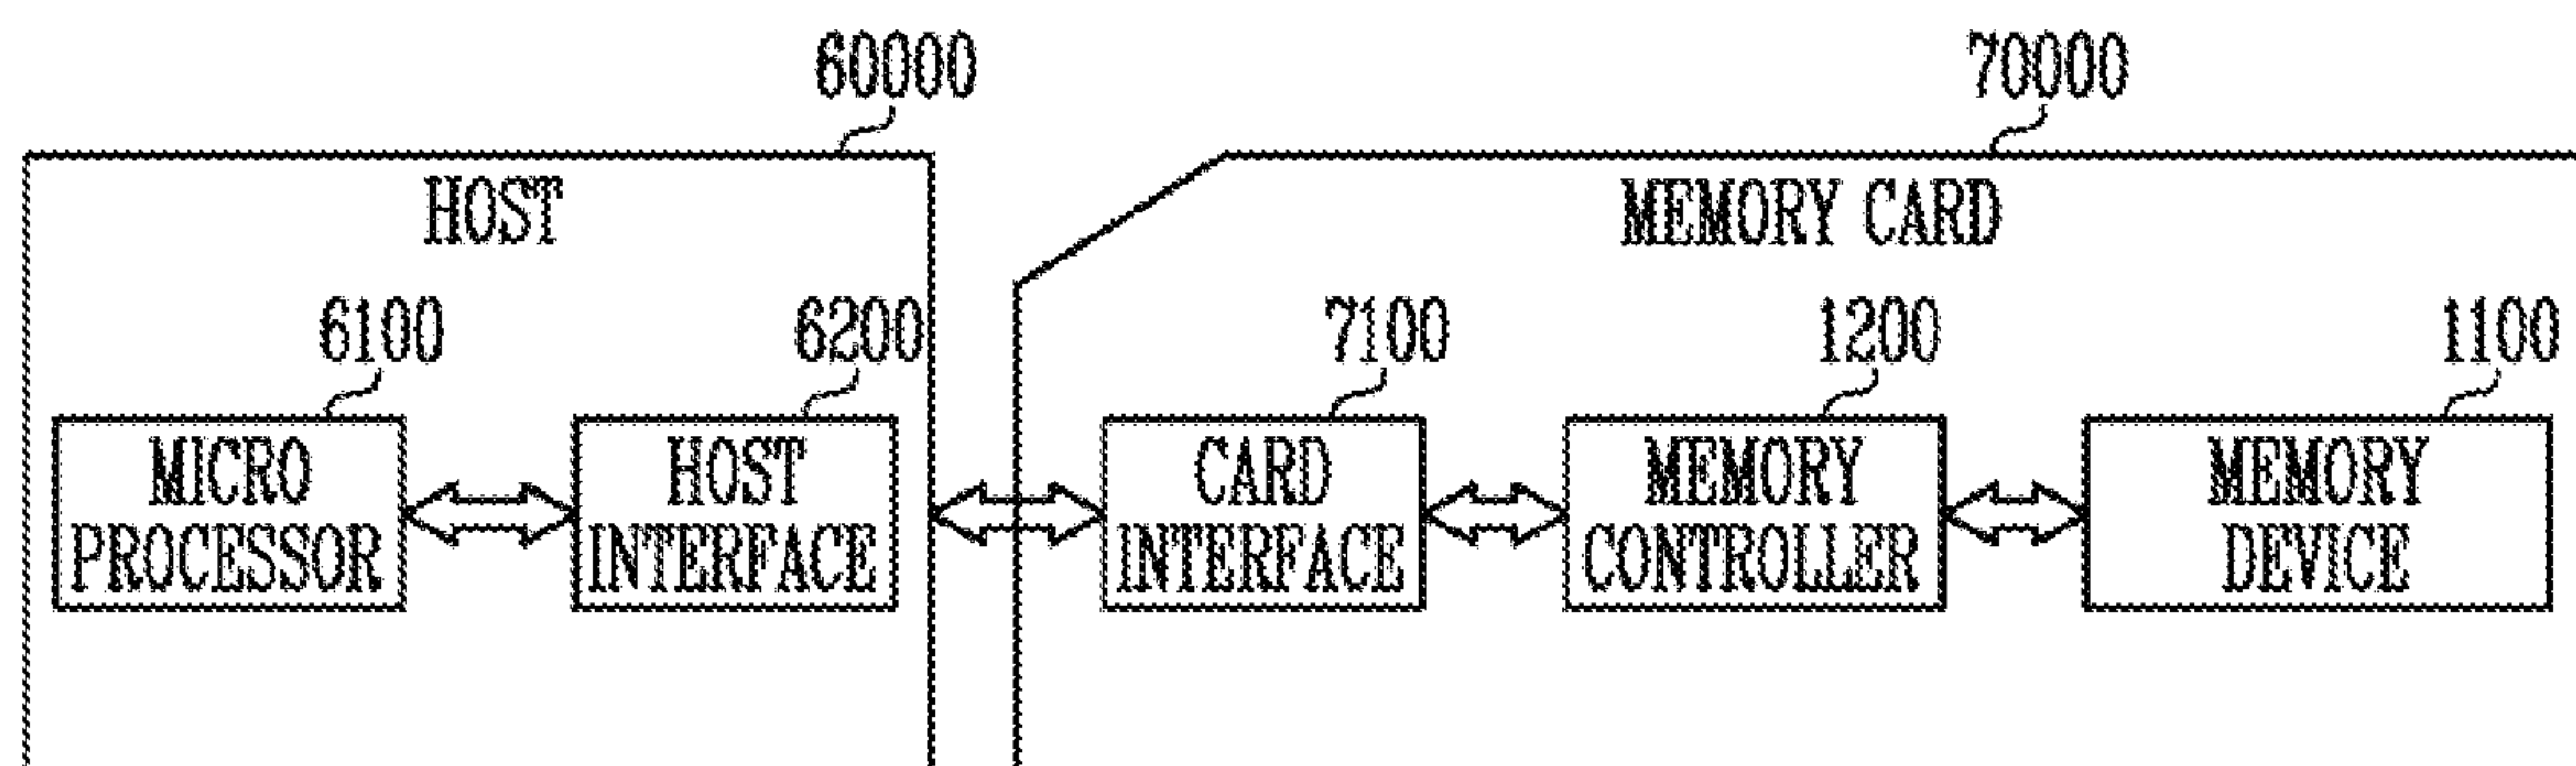 60000
70000
HOST
MEMORY CARD
6100
6200
7100
1200
1100
MICRO
PROCESSOR
HOST
INTERFACE
CARD
INTERFACE
MEMORY
CONTROLLER
MEMORY
DEVICE